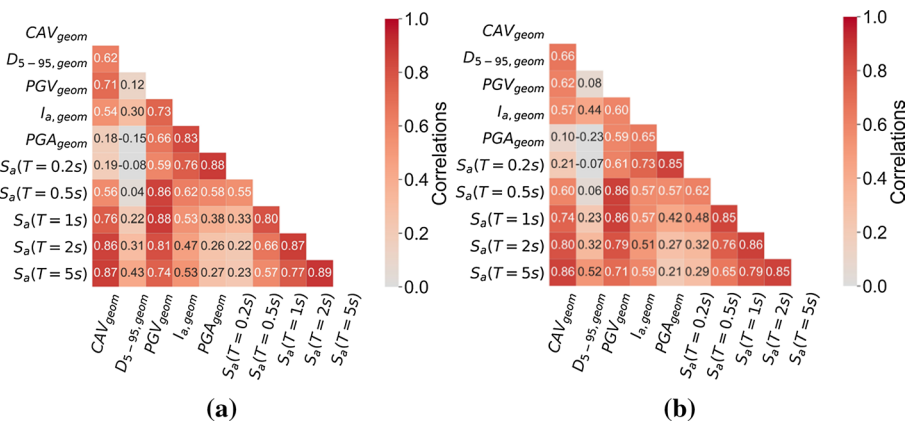 CAV_geom
D_5−95,geom 0.62
PGV_geom 0.71 0.12
I_a,geom 0.54 0.30 0.73
PGA_geom 0.18 -0.15 0.66 0.83
S_a(T = 0.2s) 0.19 -0.08 0.59 0.76 0.88
S_a(T = 0.5s) 0.56 0.04 0.86 0.62 0.58 0.55
S_a(T = 1s) 0.76 0.22 0.88 0.53 0.38 0.33 0.80
S_a(T = 2s) 0.86 0.31 0.81 0.47 0.26 0.22 0.66 0.87
S_a(T = 5s) 0.87 0.43 0.74 0.53 0.27 0.23 0.57 0.77 0.89
CAV_geom
D_5−95,geom
PGV_geom
I_a,geom
PGA_geom
S_a(T = 0.2s)
S_a(T = 0.5s)
S_a(T = 1s)
S_a(T = 2s)
S_a(T = 5s)
1.0
0.8
0.6
0.4
0.2
0.0
Correlations
(a)
CAV_geom
D_5−95,geom 0.66
PGV_geom 0.62 0.08
I_a,geom 0.57 0.44 0.60
PGA_geom 0.10 -0.23 0.59 0.65
S_a(T = 0.2s) 0.21 -0.07 0.61 0.73 0.85
S_a(T = 0.5s) 0.60 0.06 0.86 0.57 0.57 0.62
S_a(T = 1s) 0.74 0.23 0.86 0.57 0.42 0.48 0.85
S_a(T = 2s) 0.80 0.32 0.79 0.51 0.27 0.32 0.76 0.86
S_a(T = 5s) 0.86 0.52 0.71 0.59 0.21 0.29 0.65 0.79 0.85
CAV_geom
D_5−95,geom
PGV_geom
I_a,geom
PGA_geom
S_a(T = 0.2s)
S_a(T = 0.5s)
S_a(T = 1s)
S_a(T = 2s)
S_a(T = 5s)
1.0
0.8
0.6
0.4
0.2
0.0
Correlations
(b)